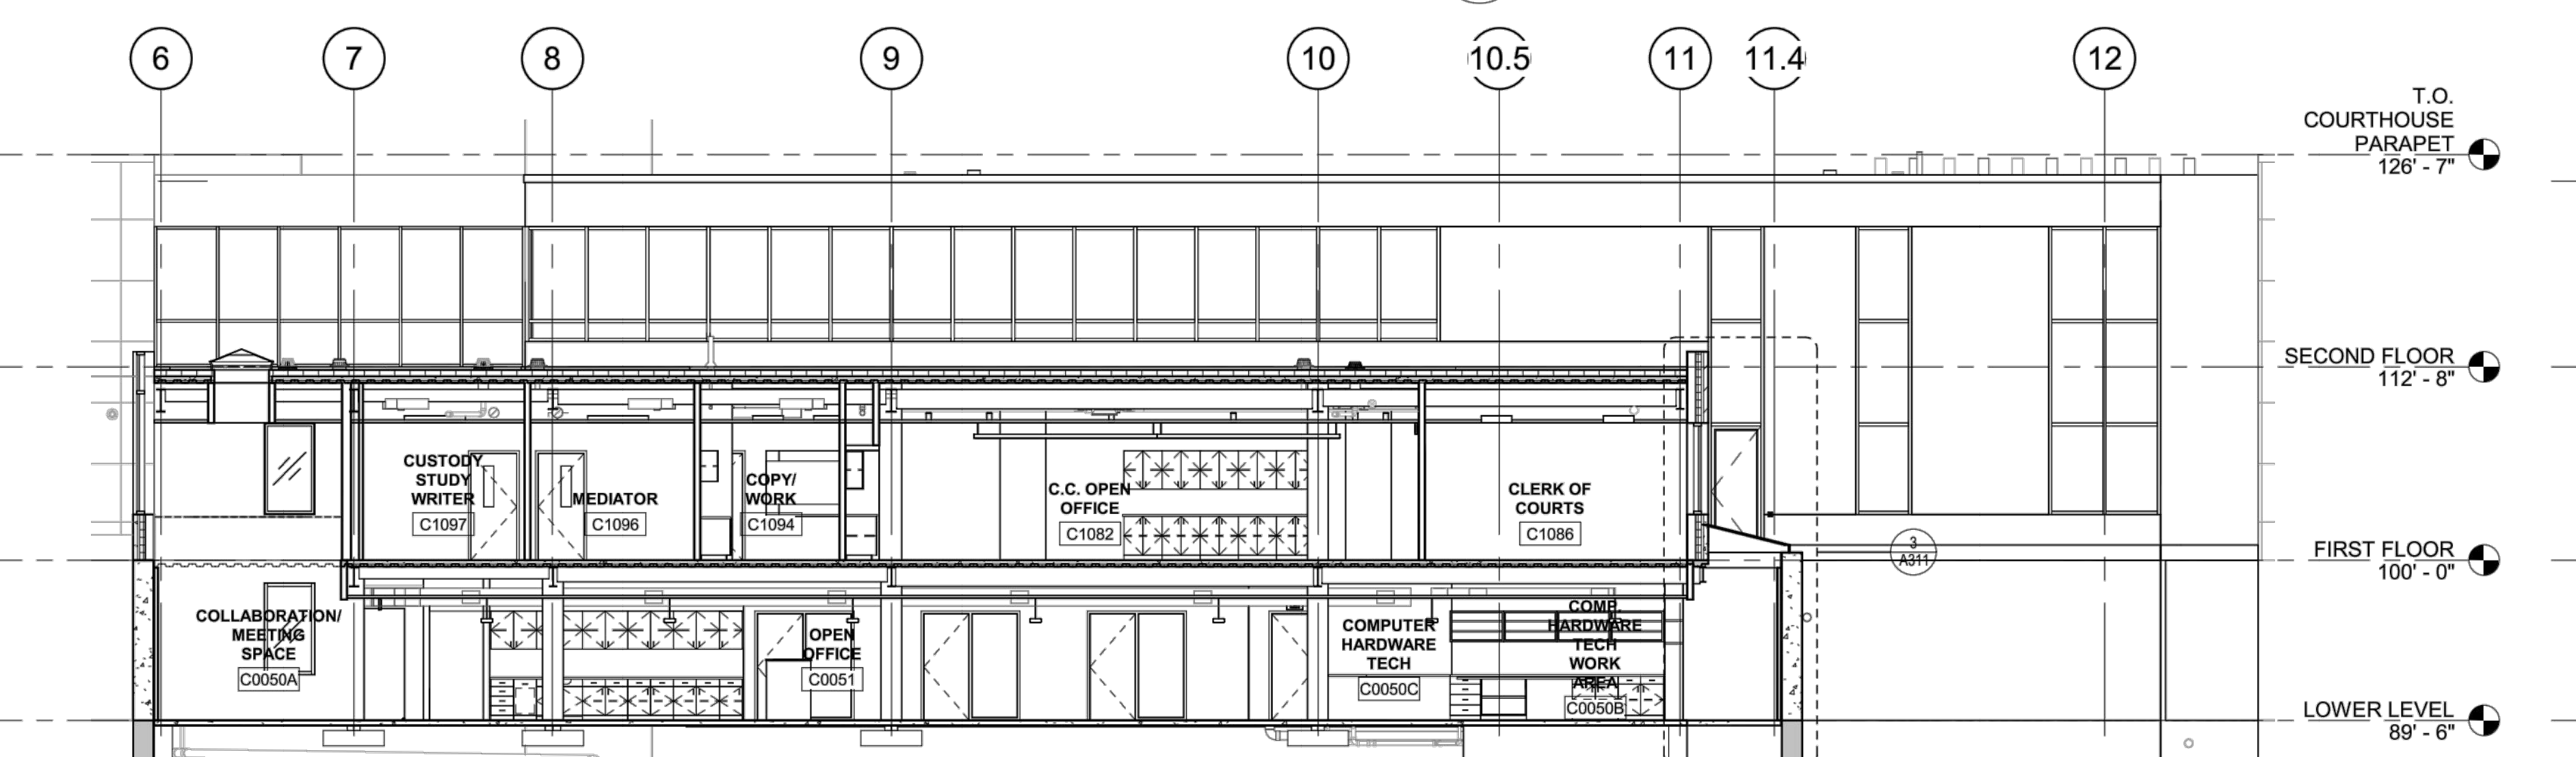 6
7
8
9
10
10.5
11
11.4
12
T.O.
COURTHOUSE
PARAPET
126' - 7"
SECOND FLOOR
112' - 8"
CUSTODY
STUDY
WRITER
C1097
MEDIATOR
C1096
COPY/
WORK
C1094
C.C. OPEN
OFFICE
C1082
CLERK OF
COURTS
C1086
3
A311
FIRST FLOOR
100' - 0"
COLLABORATION/
MEETING
SPACE
C0050A
OPEN
OFFICE
C0051
COMPUTER
HARDWARE
TECH
C0050C
COMP.
HARDWARE
TECH
WORK
AREA
C0050B
LOWER LEVEL
89' - 6"